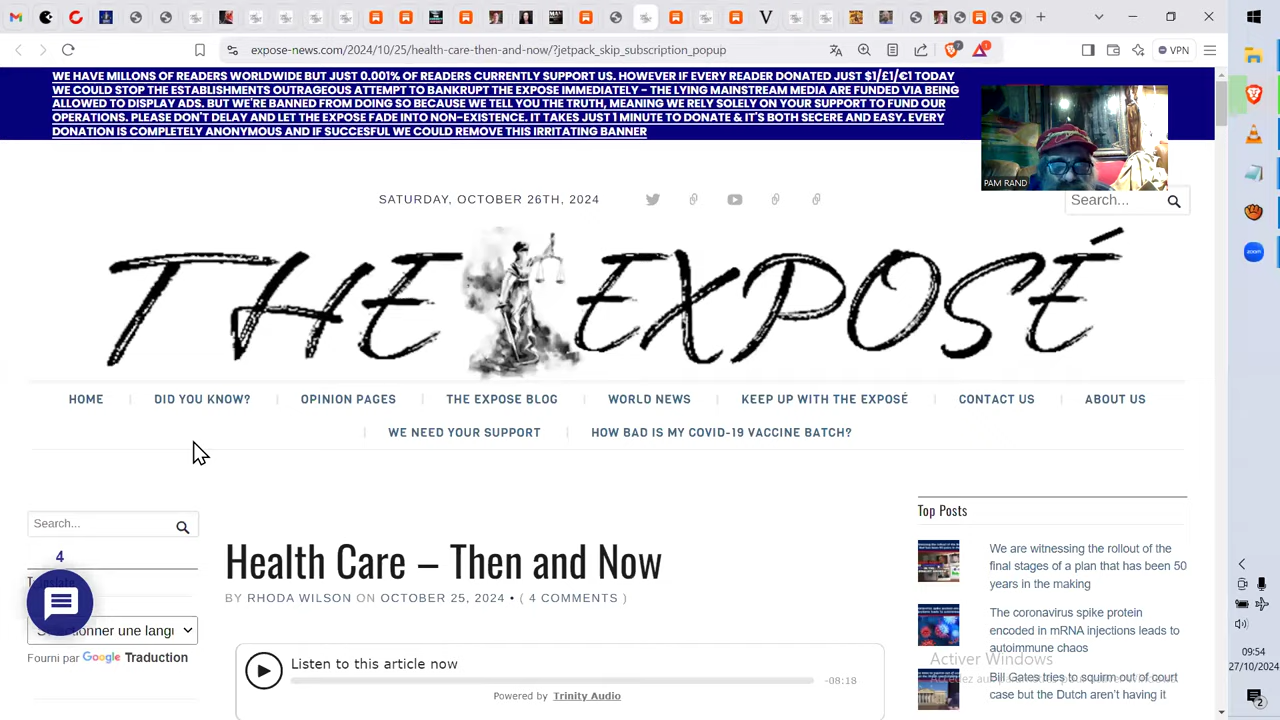 expose-news.com/2024/10/25/health-care-then-and-now/?jetpack_skip_subscription_popup
7
1
VPN
WE HAVE MILLONS OF READERS WORLDWIDE BUT JUST 0.001% OF READERS CURRENTLY SUPPORT US. HOWEVER IF EVERY READER DONATED JUST $1/£1/€1 TODAY
WE COULD STOP THE ESTABLISHMENTS OUTRAGEOUS ATTEMPT TO BANKRUPT THE EXPOSE IMMEDIATELY - THE LYING MAINSTREAM MEDIA ARE FUNDED VIA BEING
ALLOWED TO DISPLAY ADS. BUT WE'RE BANNED FROM DOING SO BECAUSE WE TELL YOU THE TRUTH, MEANING WE RELY SOLELY ON YOUR SUPPORT TO FUND OUR
OPERATIONS. PLEASE DON'T DELAY AND LET THE EXPOSE FADE INTO NON-EXISTENCE. IT TAKES JUST 1 MINUTE TO DONATE & IT'S BOTH SECERE AND EASY. EVERY
DONATION IS COMPLETELY ANONYMOUS AND IF SUCCESFUL WE COULD REMOVE THIS IRRITATING BANNER
PAM RAND
SATURDAY, OCTOBER 26TH, 2024
Search...
THE EXPOSÉ
HOME
DID YOU KNOW?
OPINION PAGES
THE EXPOSE BLOG
WORLD NEWS
KEEP UP WITH THE EXPOSÉ
CONTACT US
ABOUT US
WE NEED YOUR SUPPORT
HOW BAD IS MY COVID-19 VACCINE BATCH?
Search...
4
Fourni par Google Traduction
Health Care – Then and Now
BY RHODA WILSON ON OCTOBER 25, 2024 • ( 4 COMMENTS )
Listen to this article now
-08:18
Powered by Trinity Audio
Top Posts
We are witnessing the rollout of the
final stages of a plan that has been 50
years in the making
The coronavirus spike protein
encoded in mRNA injections leads to
autoimmune chaos
Bill Gates tries to squirm out of group
case but the Dutch aren't having it
Activer Windows
zoom
09:54
27/10/2024
2